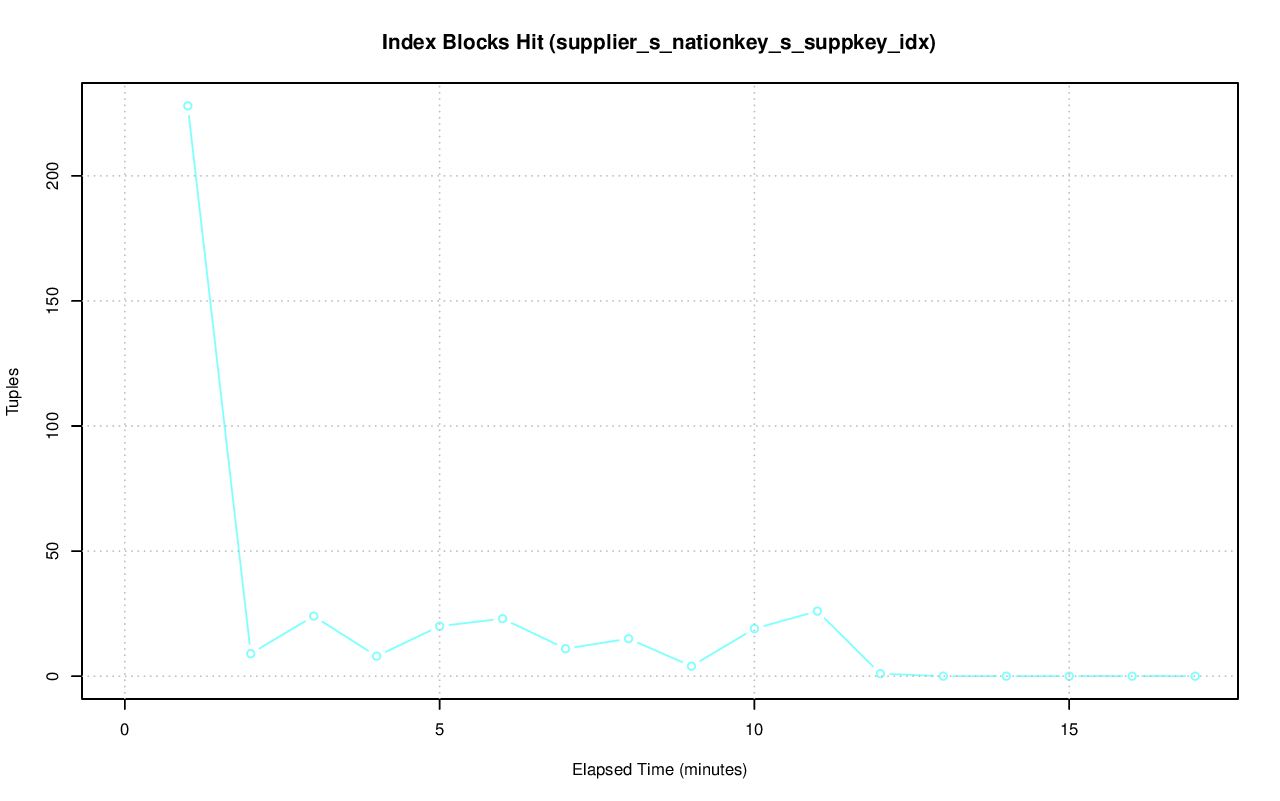 Index Blocks Hit (supplier_s_nationkey_s_suppkey_idx)
Tuples
200
150
100
50
0
0 5 10 15
Elapsed Time (minutes)